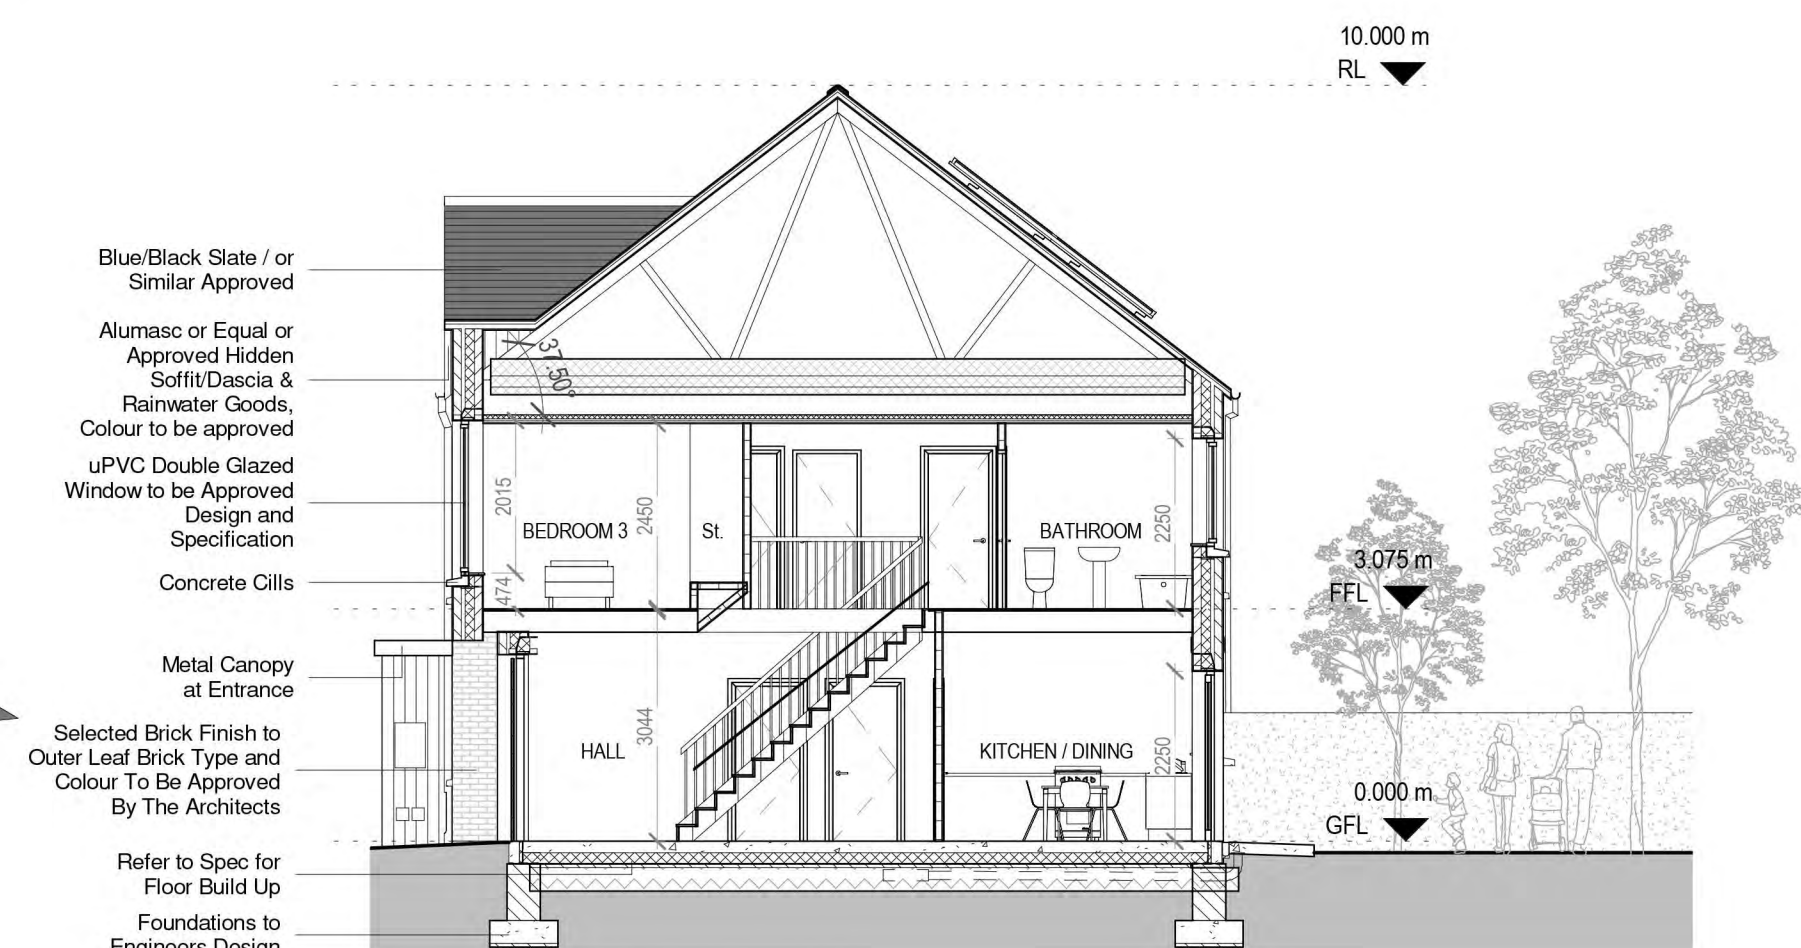 10.000 m
RL
Blue/Black Slate / or
Similar Approved
Alumasc or Equal or
Approved Hidden
Soffit/Dascia &
Rainwater Goods,
Colour to be approved
uPVC Double Glazed
Window to be Approved
Design and
Specification
Concrete Cills
Metal Canopy
at Entrance
Selected Brick Finish to
Outer Leaf Brick Type and
Colour To Be Approved
By The Architects
Refer to Spec for
Floor Build Up
Foundations to
Engineers Design
37.50°
2015
474
BEDROOM 3
2450
St.
BATHROOM
2250
3.075 m
FFL
HALL
3044
KITCHEN / DINING
2250
0.000 m
GFL